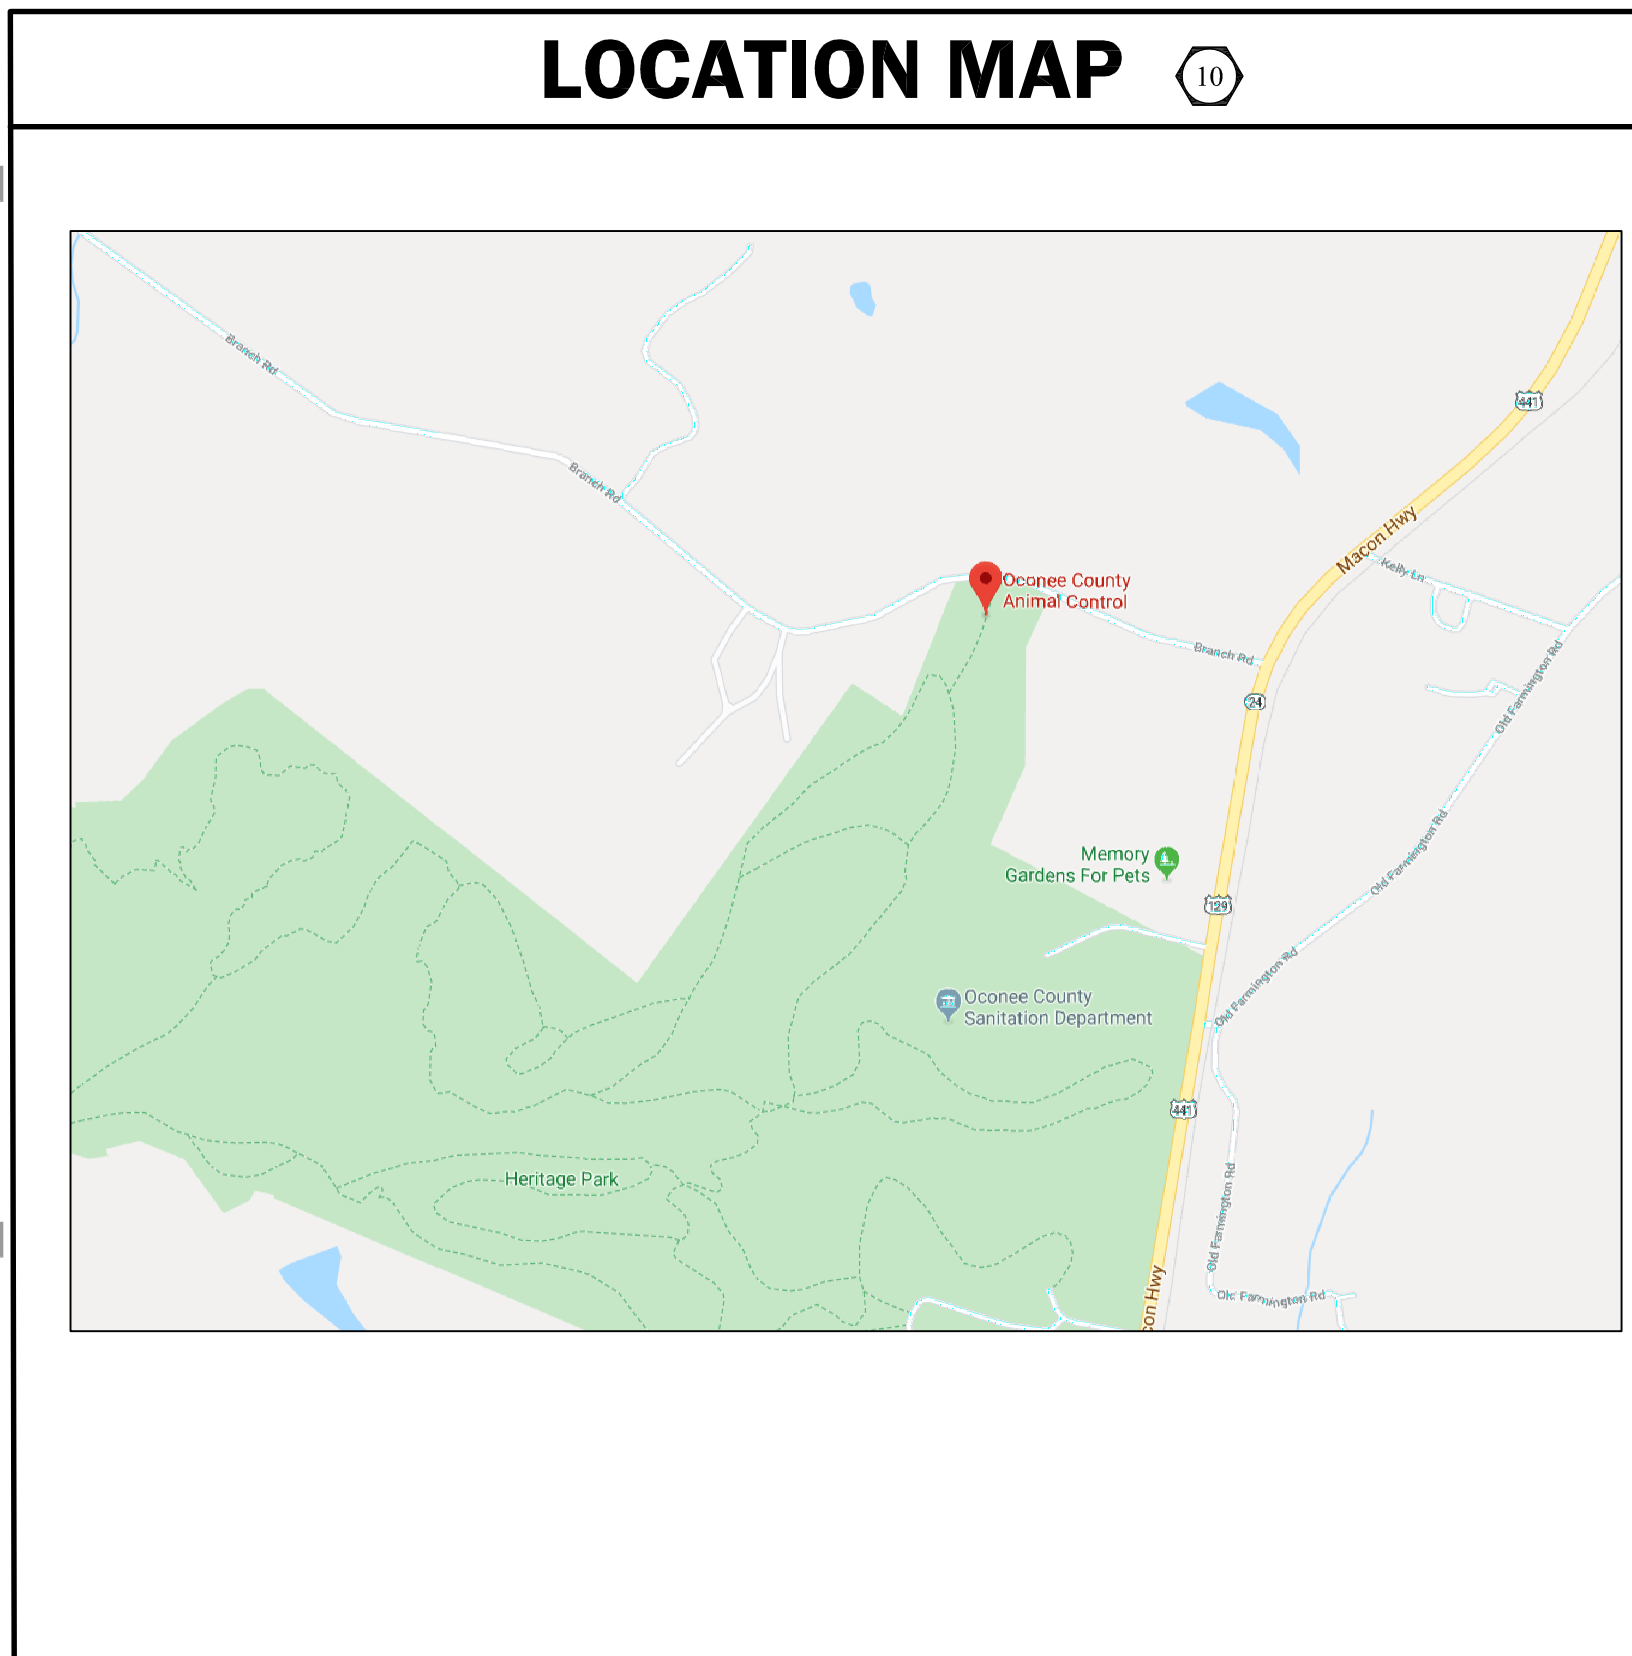 LOCATION MAP
10
Branch Rd
441
Branch Rd
Macon Hwy
Kelly Ln
Oconee County
Animal Control
Branch Rd
Old Farmington Rd
24
Old Farmington Rd
Memory
Gardens For Pets
129
Old Farmington Rd
Oconee County
Sanitation Department
441
Heritage Park
Old Farmington Rd
con Hwy
Old Farmington Rd